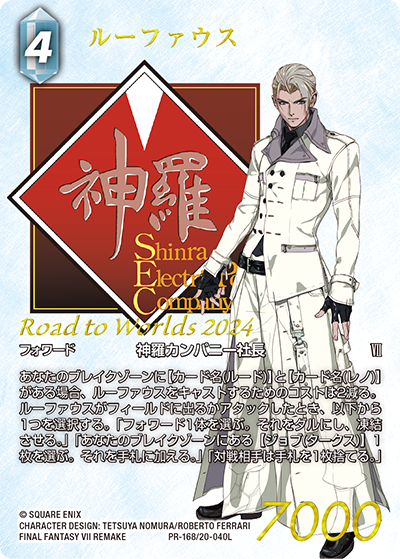 4
ルーファウス
神羅
Shinra
Electric Po
Company
Road to Worlds 2024
フォワード 神羅カンパニー社長 Ⅶ
あなたのブレイクゾーンに【カード名(ルード)】と【カード名(レノ)】
がある場合、ルーファウスをキャストするためのコストは2減る。
ルーファウスがフィールドに出るかアタックしたとき、以下から
1つを選択する。「フォワード1体を選ぶ。それをダルにし、凍結
させる。」「あなたのブレイクゾーンにある【ジョブ(タークス)】1
枚を選ぶ。それを手札に加える。」「対戦相手は手札を1枚捨てる。」
© SQUARE ENIX
CHARACTER DESIGN: TETSUYA NOMURA/ROBERTO FERRARI
FINAL FANTASY VII REMAKE PR-168/20-040L
7000